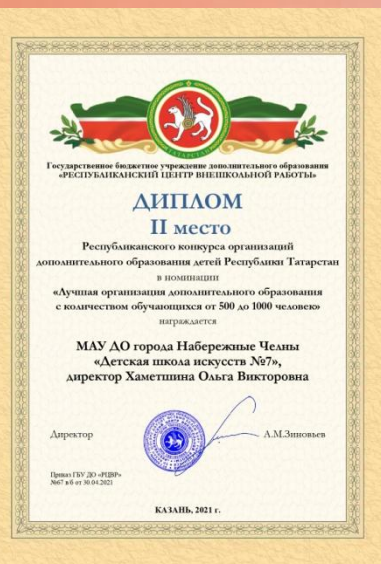 ТАТАРСТАН
Государственное бюджетное учреждение дополнительного образования
«РЕСПУБЛИКАНСКИЙ ЦЕНТР ВНЕШКОЛЬНОЙ РАБОТЫ»
ДИПЛОМ
II место
Республиканского конкурса организаций
дополнительного образования детей Республики Татарстан
в номинации
«Лучшая организация дополнительного образования
с количеством обучающихся от 500 до 1000 человек»
награждается
МАУ ДО города Набережные Челны
«Детская школа искусств №7»,
директор Хаметшина Ольга Викторовна
Директор
А.М.Зиновьев
Приказ ГБУ ДО «РЦВР»
№67 в б от 30.04.2021
КАЗАНЬ, 2021 г.